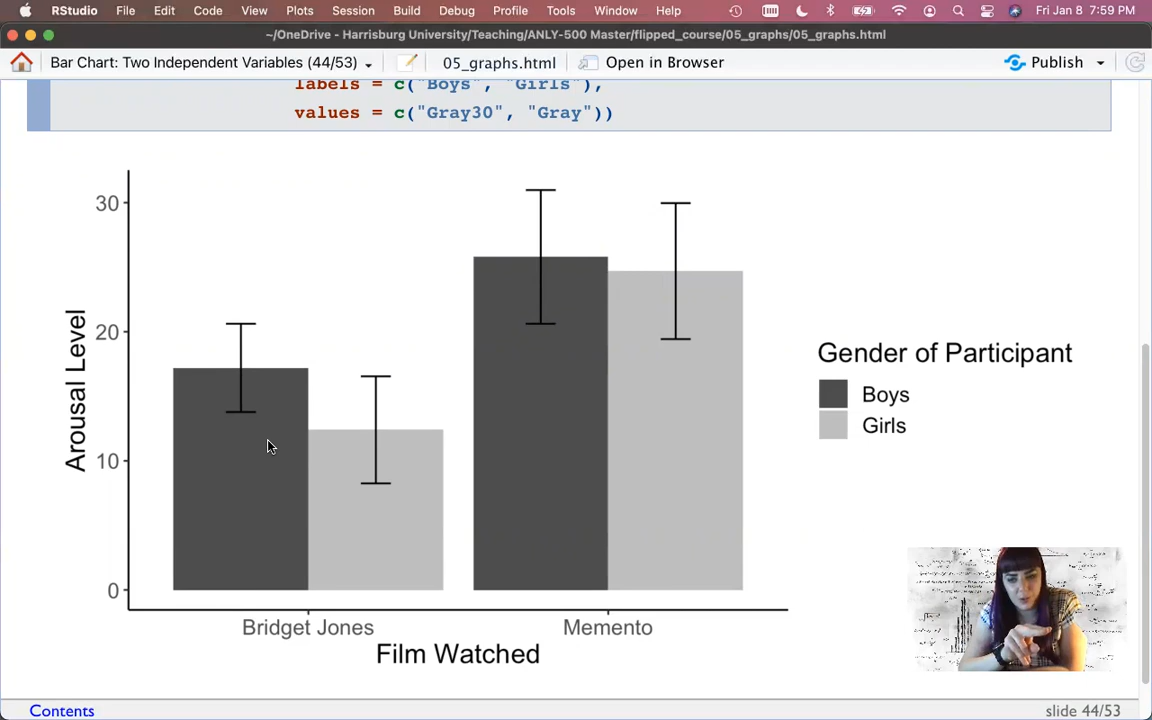 RStudio File Edit Code View Plots Session Build Debug Profile Tools Window Help Fri Jan 8 7:59 PM
~/OneDrive - Harrisburg University/Teaching/ANLY-500 Master/flipped_course/05_graphs/05_graphs.html
Bar Chart: Two Independent Variables (44/53) 05_graphs.html Open in Browser Publish
labels = c("Boys", "Girls"),
values = c("Gray30", "Gray"))
30
20
10
0
Arousal Level
Bridget Jones Memento
Film Watched
Gender of Participant
Boys
Girls
Contents slide 44/53